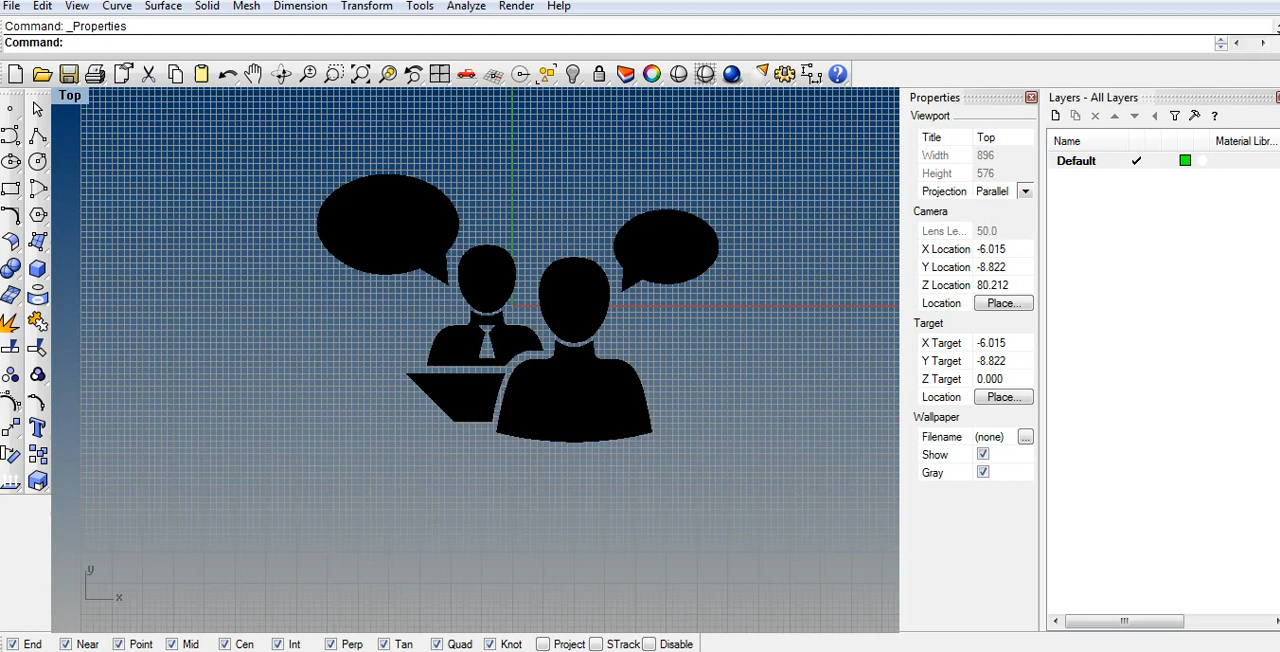 File Edit View Curve Surface Solid Mesh Dimension Transform Tools Analyze Render Help
Command: _Properties
Command:
Top
Properties
Viewport
Title Top
Width 896
Height 576
Projection Parallel
Camera
Lens Le... 50.0
X Location -6.015
Y Location -8.822
Z Location 80.212
Location Place...
Target
X Target -6.015
Y Target -8.822
Z Target 0.000
Location Place...
Wallpaper
Filename (none) ...
Show
Gray
Layers - All Layers
Name Material Libr...
Default
y
x
End Near Point Mid Cen Int Perp Tan Quad Knot Project STrack Disable